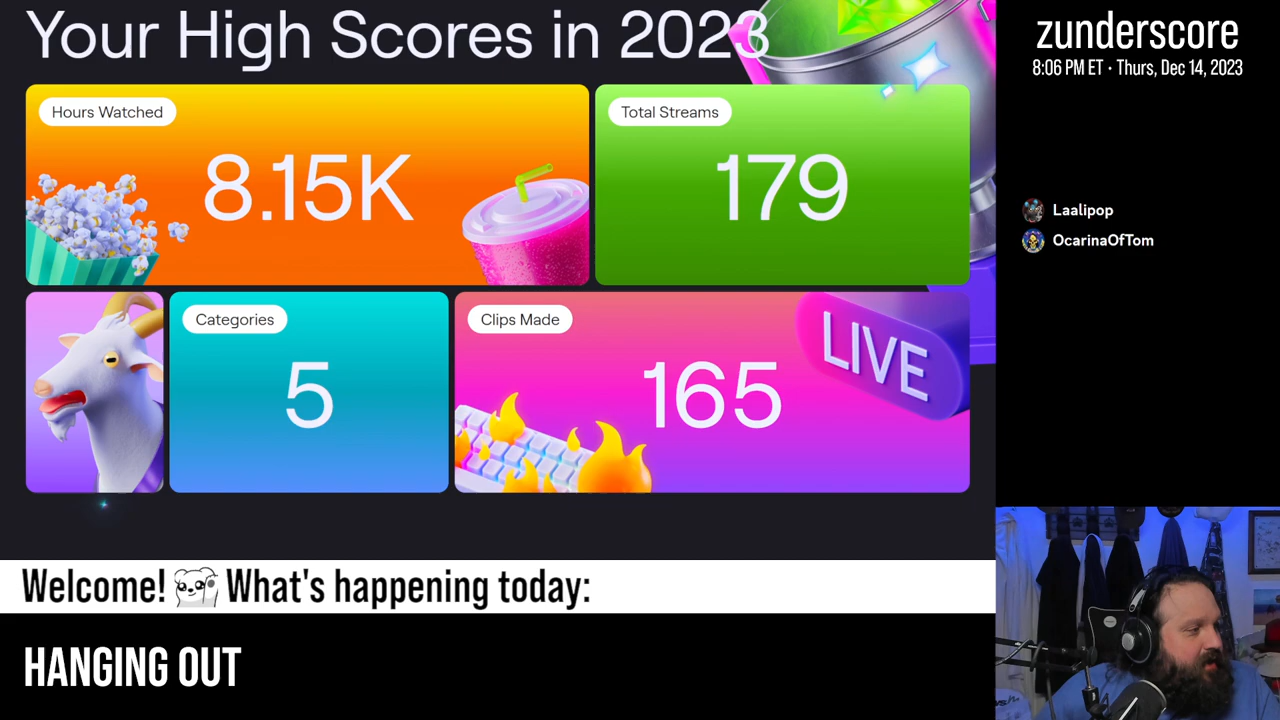 Your High Scores in 2023
Hours Watched
8.15K
Total Streams
179
Categories
5
Clips Made
165
LIVE
zunderscore
8:06 PM ET • Thurs, Dec 14, 2023
Laalipop
OcarinaOfTom
Welcome! What's happening today:
HANGING OUT